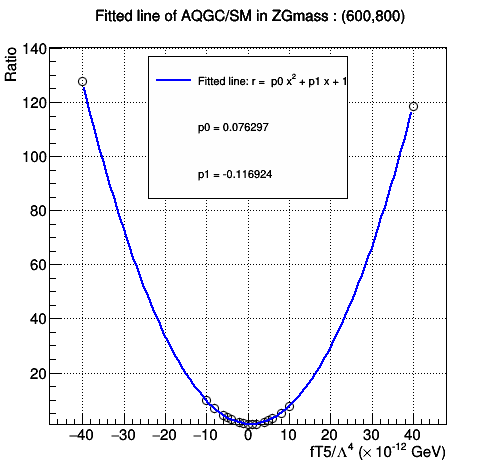 Fitted line of AQGC/SM in ZGmass : (600,800)
Ratio
140
120
100
80
60
40
20
Fitted line: r = p0 x² + p1 x + 1
p0 = 0.076297
p1 = -0.116924
−40 −30 −20 −10 0 10 20 30 40
fT5/Λ⁴ (× 10⁻¹² GeV)